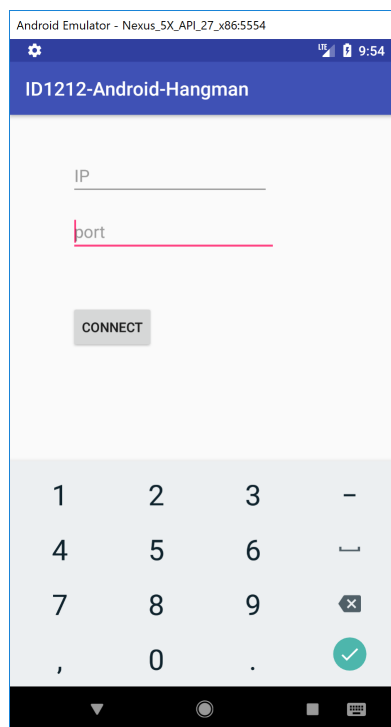 Android Emulator - Nexus_5X_API_27_x86:5554
LTE 9:54
ID1212-Android-Hangman
IP
port
CONNECT
1 2 3 -
4 5 6
7 8 9
, 0 .